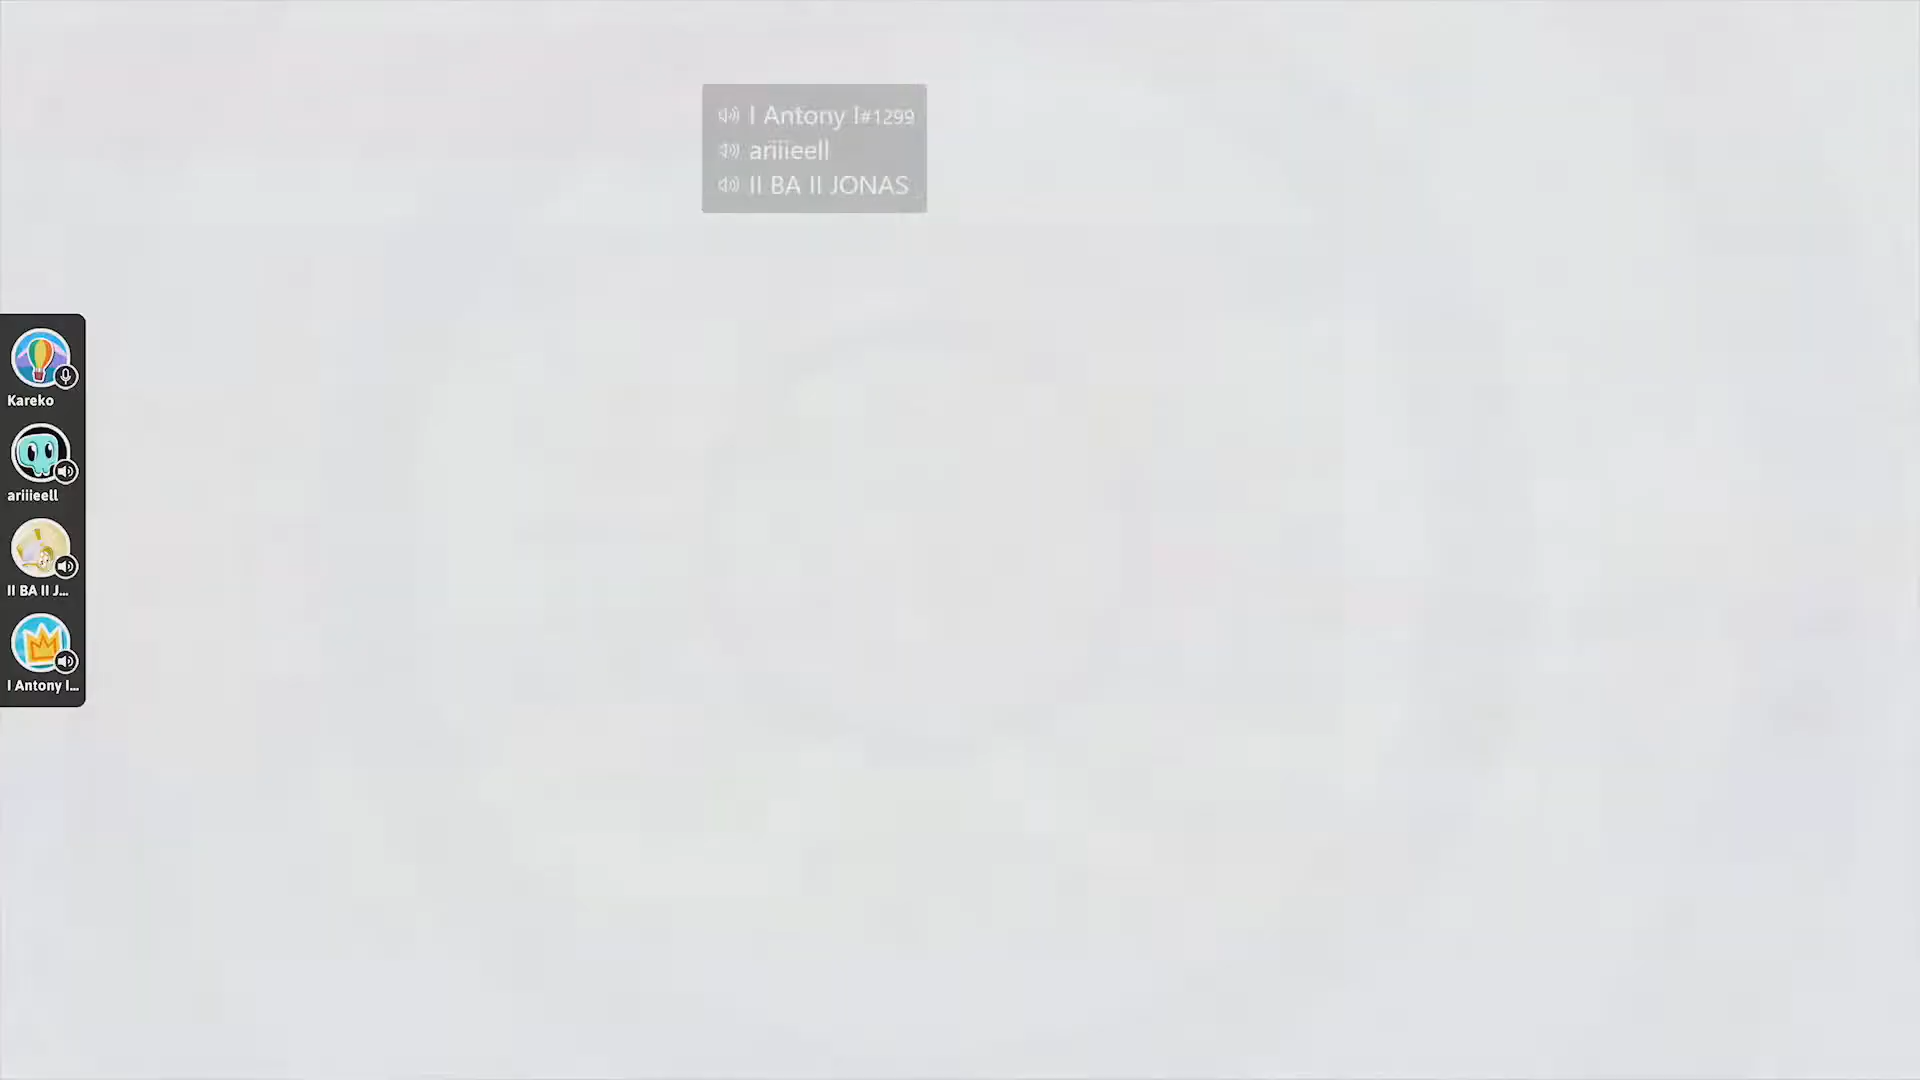 I Antony I#1299
ariiieell
II BA II JONAS
Kareko
ariiieell
II BA II J...
I Antony I...